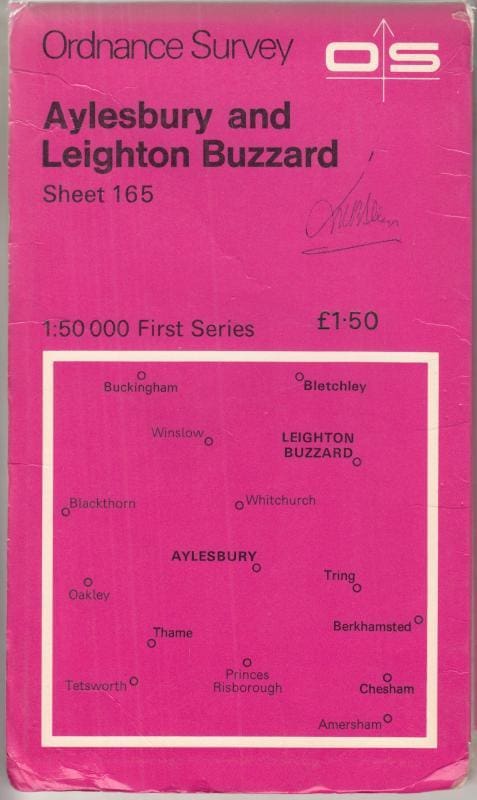 Ordnance Survey
OS
Aylesbury and
Leighton Buzzard
Sheet 165
1:50 000 First Series
£1·50
Buckingham
Bletchley
Winslow
LEIGHTON
BUZZARD
Blackthorn
Whitchurch
AYLESBURY
Tring
Oakley
Berkhamsted
Thame
Princes
Risborough
Tetsworth
Chesham
Amersham